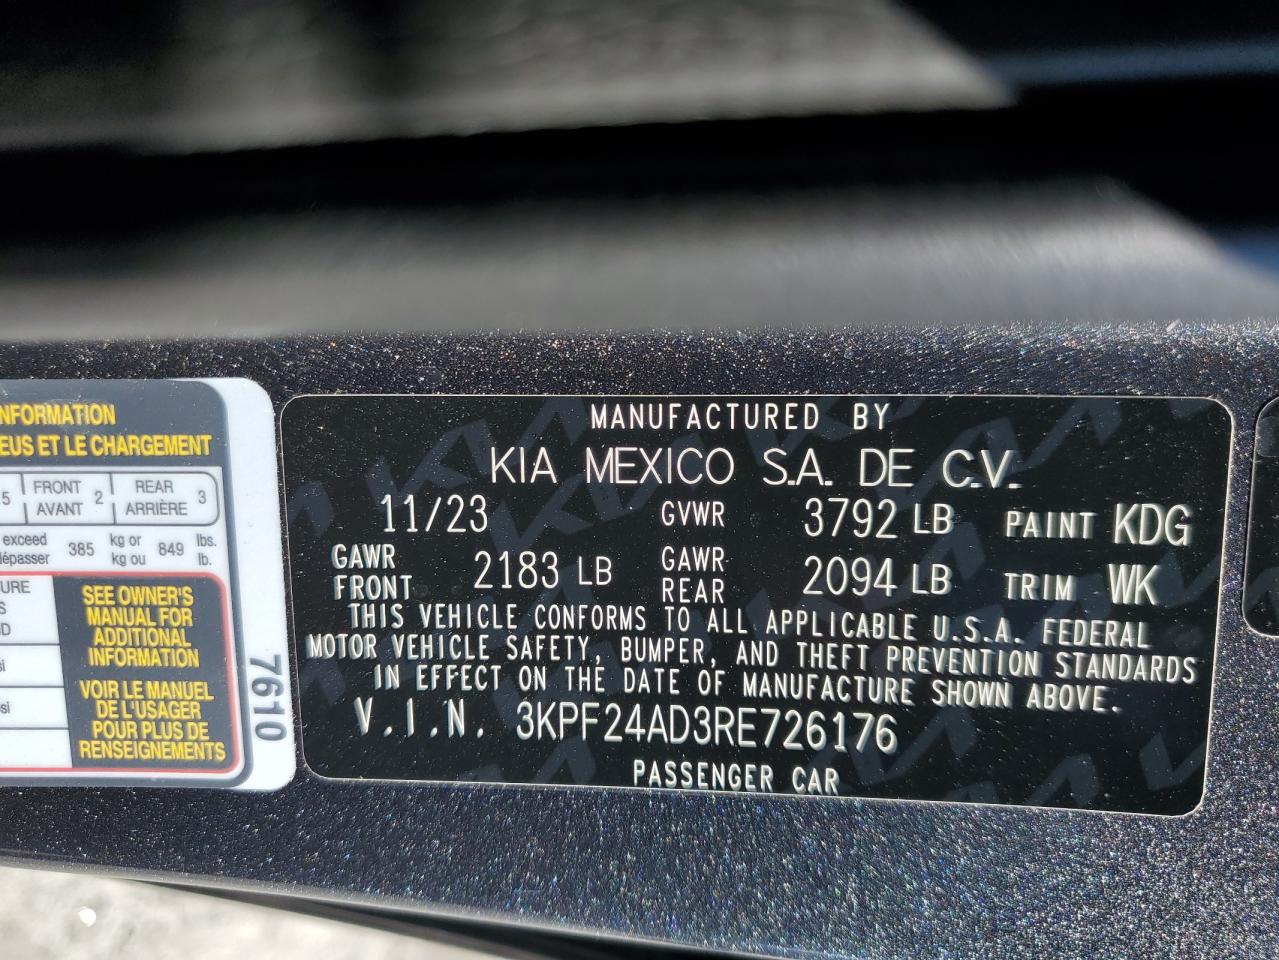 NFORMATION
EUS ET LE CHARGEMENT
5 FRONT AVANT 2 REAR ARRIÈRE 3
exceed dépasser 385 kg or kg ou 849 lbs. lb.
URE
SEE OWNER'S
MANUAL FOR
ADDITIONAL
INFORMATION
VOIR LE MANUEL
DE L'USAGER
POUR PLUS DE
RENSEIGNEMENTS
7610
MANUFACTURED BY
KIA MEXICO S.A. DE C.V.
11/23 GVWR 3792 LB PAINT KDG
GAWR FRONT 2183 LB GAWR REAR 2094 LB TRIM WK
THIS VEHICLE CONFORMS TO ALL APPLICABLE U.S.A. FEDERAL
MOTOR VEHICLE SAFETY, BUMPER, AND THEFT PREVENTION STANDARDS
IN EFFECT ON THE DATE OF MANUFACTURE SHOWN ABOVE.
V.I.N. 3KPF24AD3RE726176
PASSENGER CAR